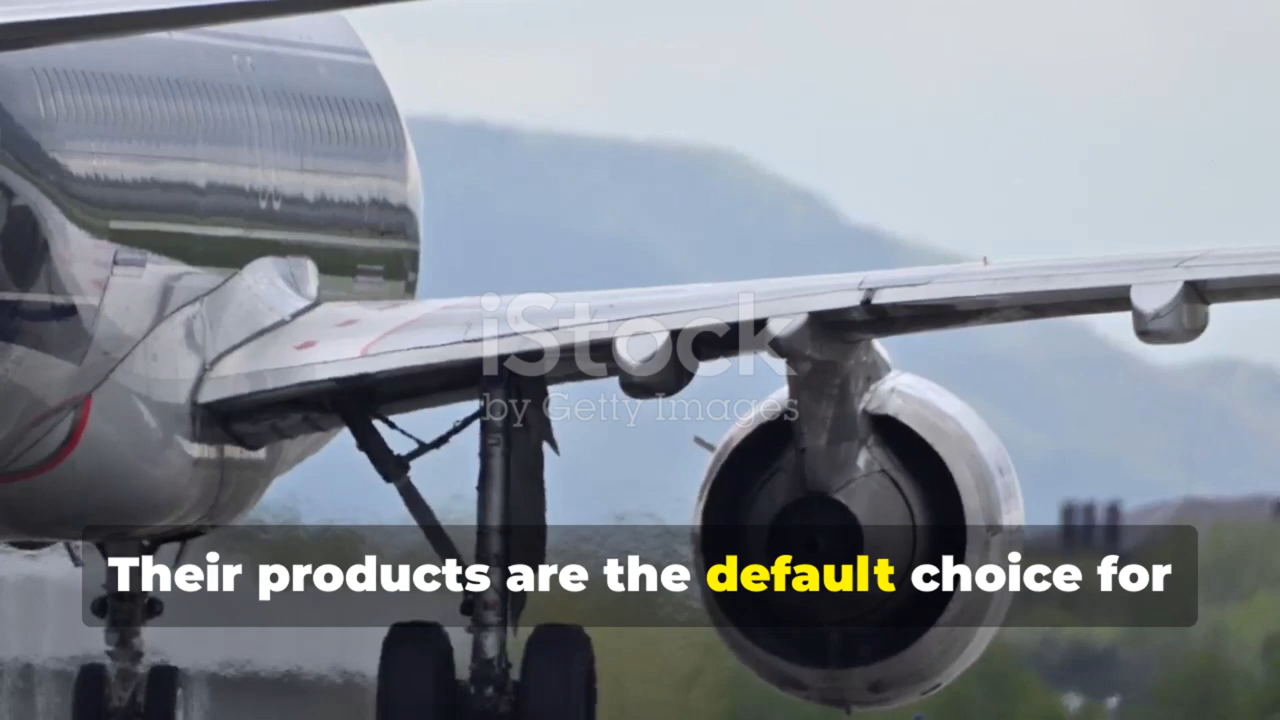 iStock
by Getty Images
Their products are the default choice for